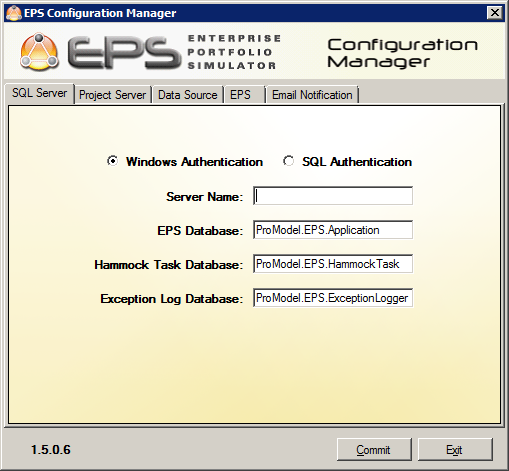 EPS Configuration Manager
EPS ENTERPRISE PORTFOLIO SIMULATOR
Configuration Manager
SQL Server Project Server Data Source EPS Email Notification
Windows Authentication SQL Authentication
Server Name:
EPS Database: ProModel.EPS.Application
Hammock Task Database: ProModel.EPS.HammockTask
Exception Log Database: ProModel.EPS.ExceptionLogger
1.5.0.6 Commit Exit